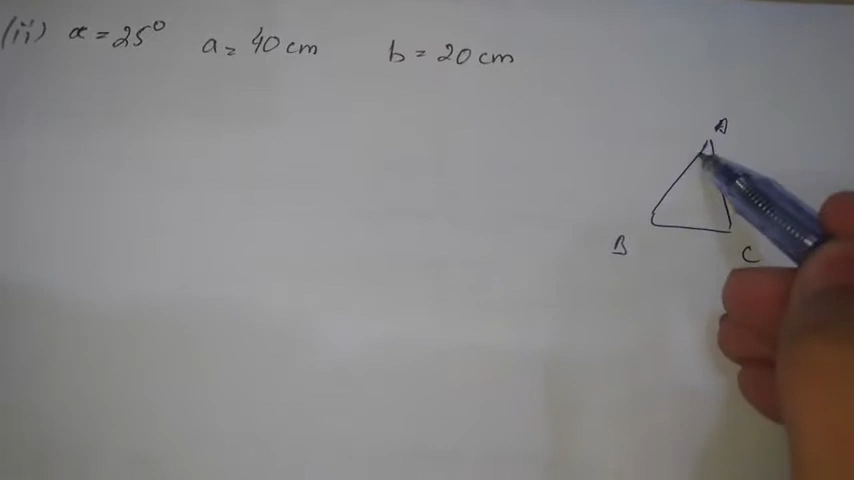 (ii) α = 25° a = 40 cm b = 20 cm
A
B C